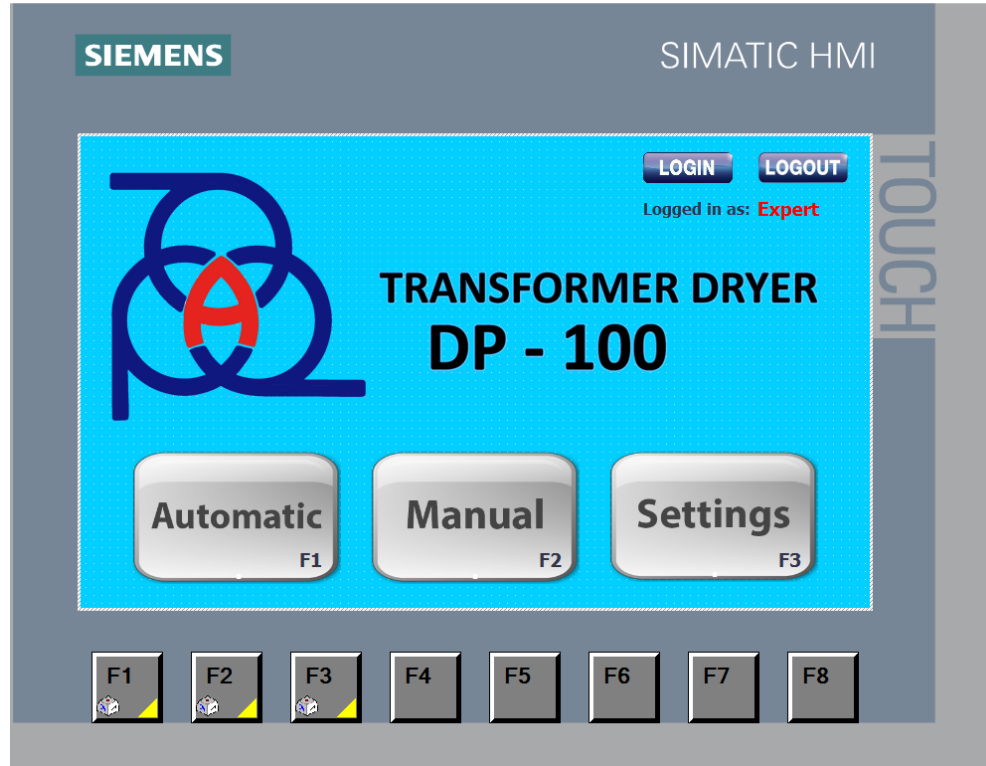 SIEMENS
SIMATIC HMI
TOUCH
LOGIN
LOGOUT
Logged in as: Expert
TRANSFORMER DRYER
DP - 100
Automatic
F1
Manual
F2
Settings
F3
F1
F2
F3
F4
F5
F6
F7
F8